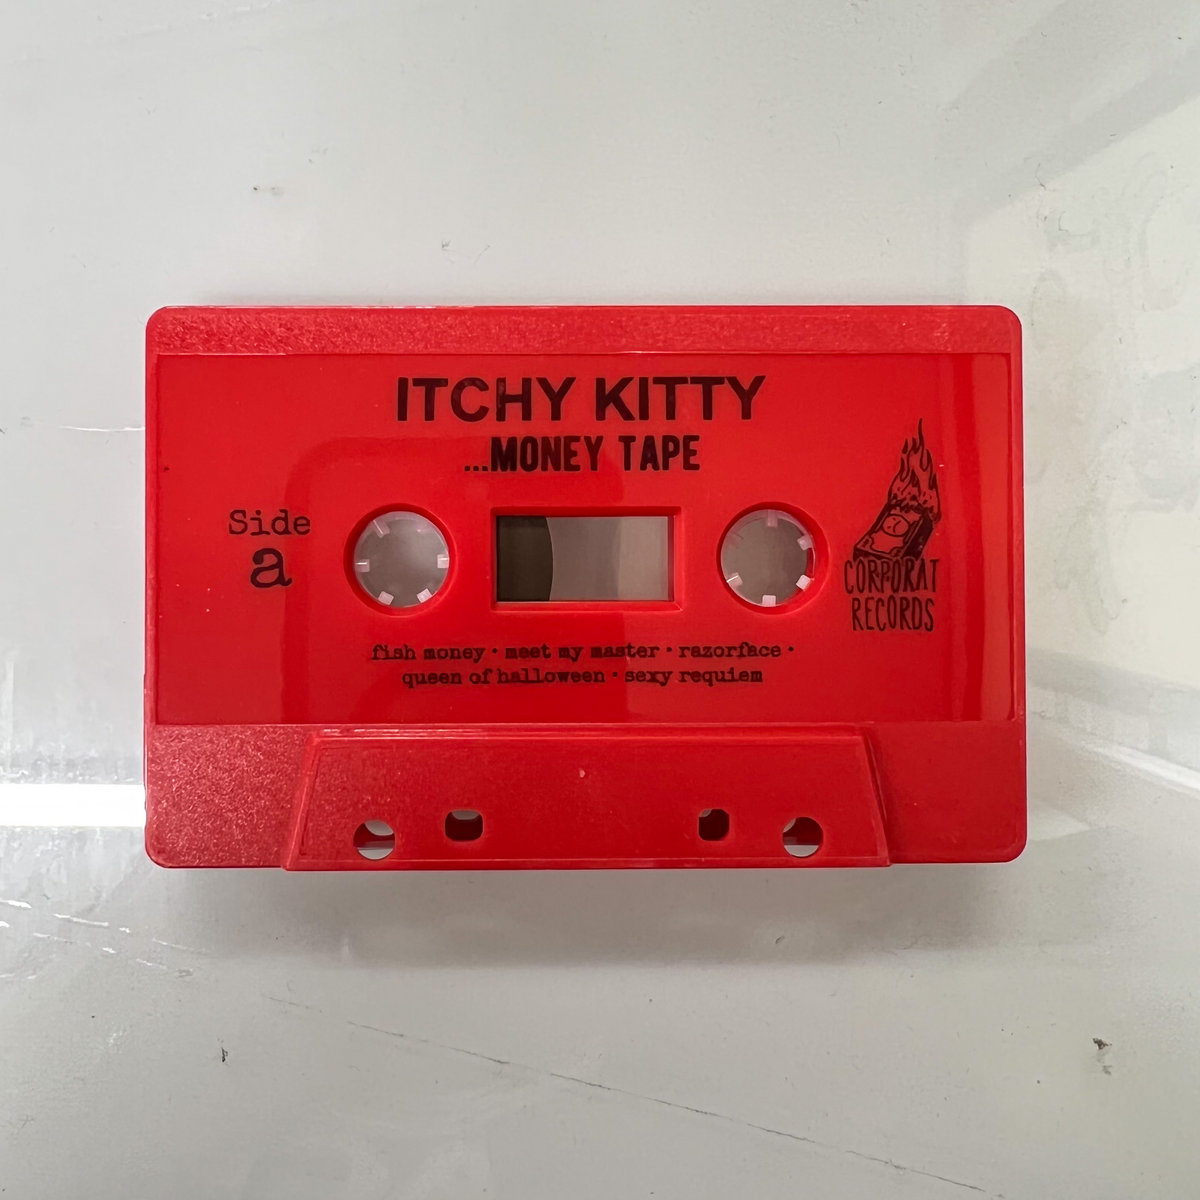 ITCHY KITTY
...MONEY TAPE
Side
a
CORPORAT
RECORDS
fish money · meet my master · razorface ·
queen of halloween · sexy requiem